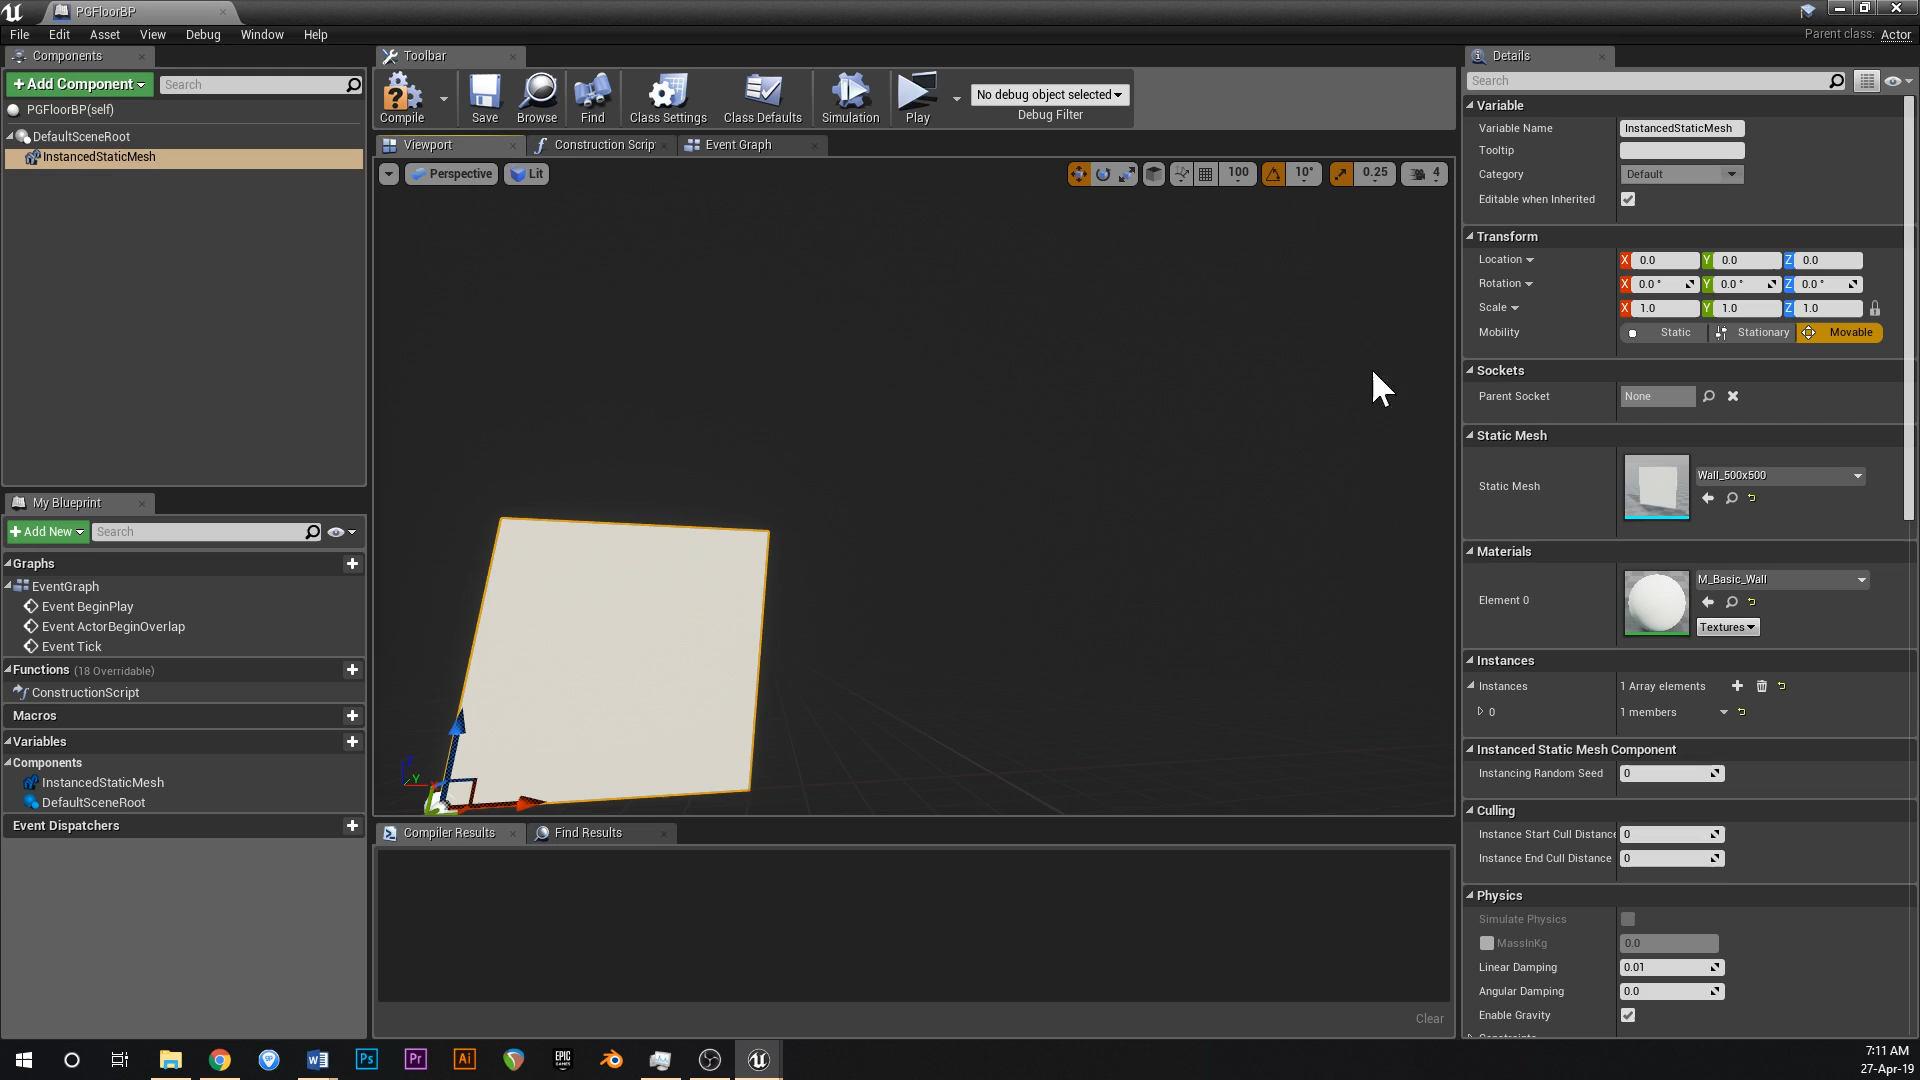 PGFloorBP
File Edit Asset View Debug Window Help
Parent class: Actor
Components
+ Add Component
Search
PGFloorBP(self)
DefaultSceneRoot
InstancedStaticMesh
My Blueprint
+ Add New
Search
Graphs
EventGraph
Event BeginPlay
Event ActorBeginOverlap
Event Tick
Functions (18 Overridable)
ConstructionScript
Macros
Variables
Components
InstancedStaticMesh
DefaultSceneRoot
Event Dispatchers
Toolbar
Compile Save Browse Find Class Settings Class Defaults Simulation Play
No debug object selected
Debug Filter
Viewport Construction Scrip Event Graph
Perspective Lit
100 10° 0.25 4
Z
Y
Compiler Results Find Results
Clear
Details
Search
Variable
Variable Name InstancedStaticMesh
Tooltip
Category Default
Editable when Inherited
Transform
Location X 0.0 Y 0.0 Z 0.0
Rotation X 0.0 ° Y 0.0 ° Z 0.0 °
Scale X 1.0 Y 1.0 Z 1.0
Mobility Static Stationary Movable
Sockets
Parent Socket None
Static Mesh
Static Mesh Wall_500x500
Materials
Element 0 M_Basic_Wall
Textures
Instances
Instances 1 Array elements
0 1 members
Instanced Static Mesh Component
Instancing Random Seed 0
Culling
Instance Start Cull Distance 0
Instance End Cull Distance 0
Physics
Simulate Physics
MassInKg 0.0
Linear Damping 0.01
Angular Damping 0.0
Enable Gravity
Constraints
Ps Pr Ai EPIC GAMES
7:11 AM
27-Apr-19